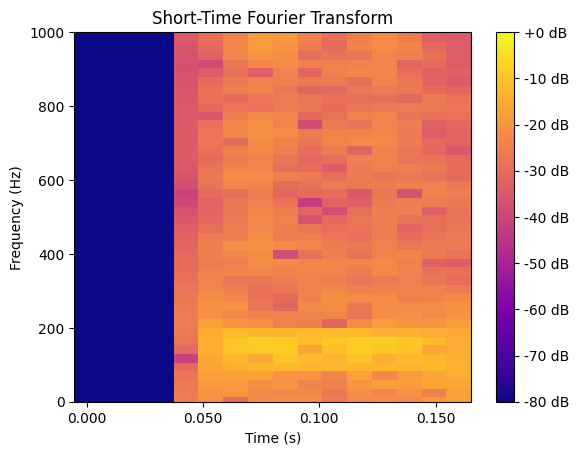 Short-Time Fourier Transform
1000
800
600
400
200
0
Frequency (Hz)
0.000
0.050
0.100
0.150
Time (s)
+0 dB
-10 dB
-20 dB
-30 dB
-40 dB
-50 dB
-60 dB
-70 dB
-80 dB